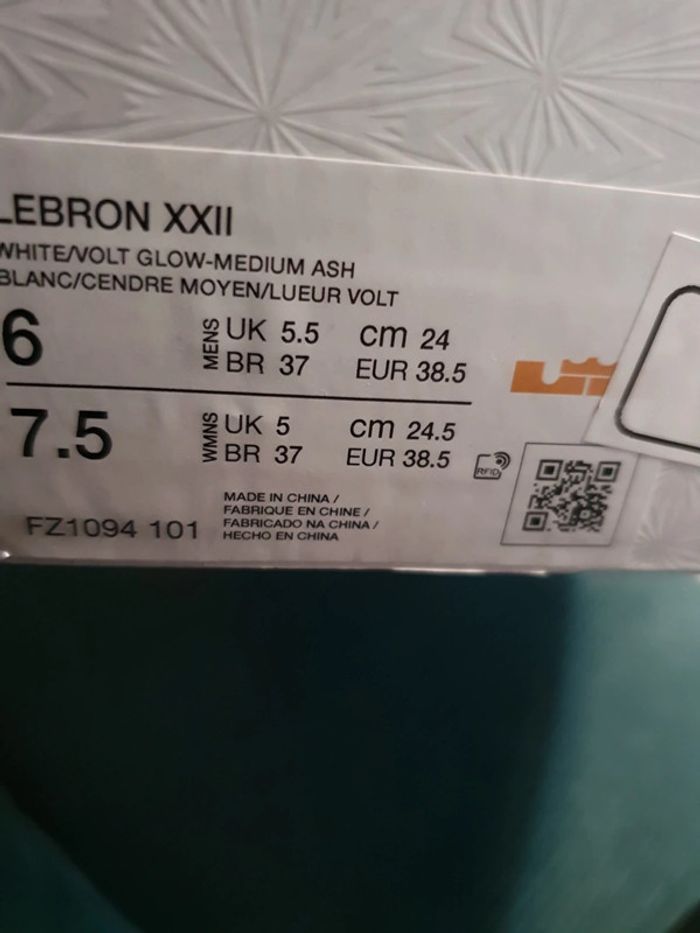 LEBRON XXII
WHITE/VOLT GLOW-MEDIUM ASH
BLANC/CENDRE MOYEN/LUEUR VOLT
6 MENS UK 5.5 cm 24
BR 37 EUR 38.5
7.5 WMNS UK 5 cm 24.5
BR 37 EUR 38.5
RFID
MADE IN CHINA /
FABRIQUE EN CHINE /
FZ1094 101 FABRICADO NA CHINA /
HECHO EN CHINA